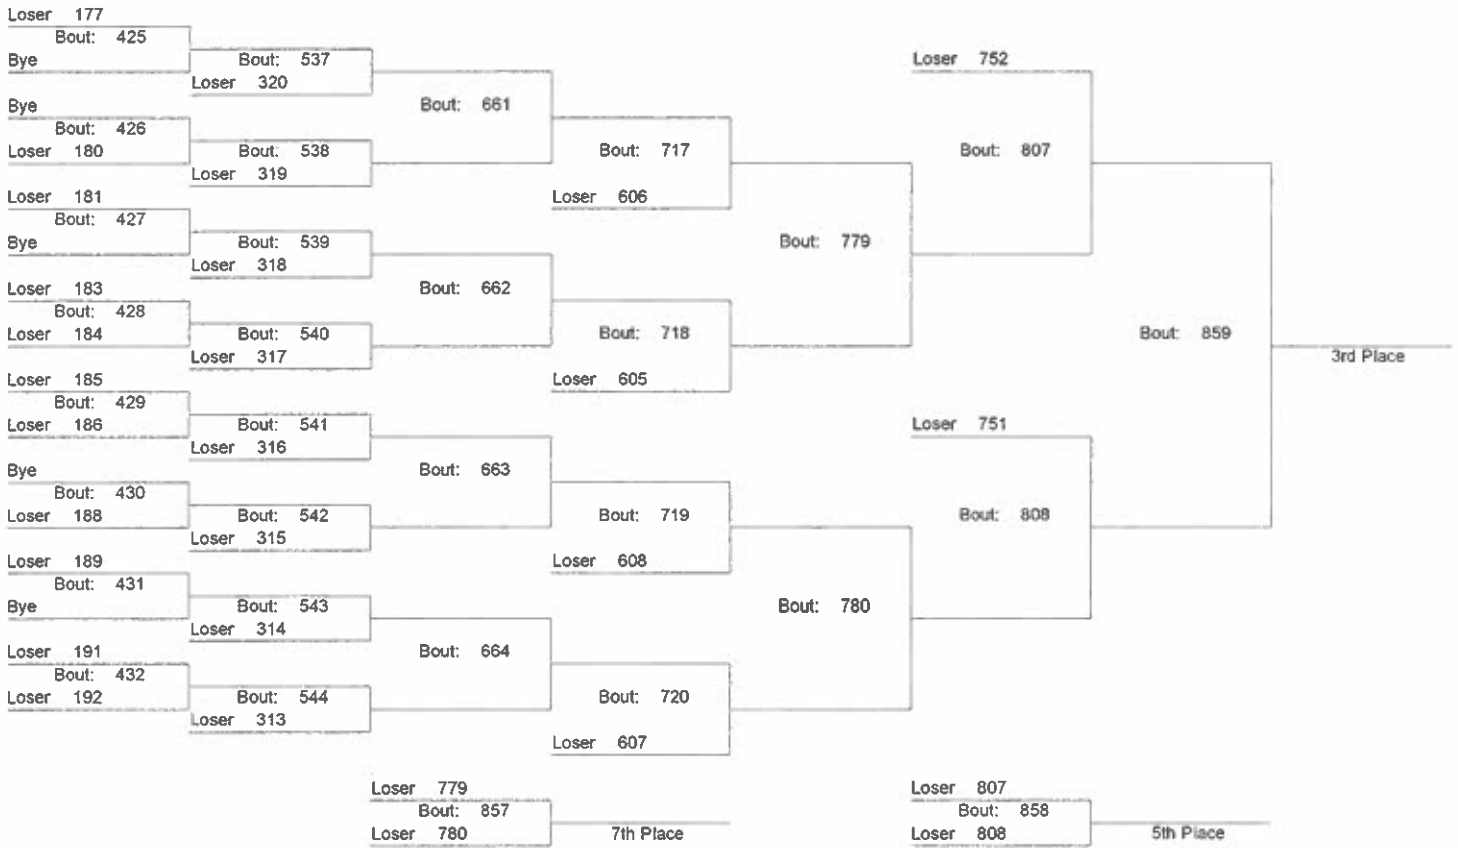 Loser 177
Bout: 425
Bye
Bout: 537
Loser 320
Loser 752
Bye
Bout: 661
Bout: 426
Loser 180
Bout: 538
Bout: 717
Bout: 807
Loser 319
Loser 181
Loser 606
Bout: 427
Bye
Bout: 539
Bout: 779
Loser 318
Loser 183
Bout: 662
Bout: 428
Loser 184
Bout: 540
Bout: 718
Bout: 859
Loser 317
3rd Place
Loser 185
Loser 605
Bout: 429
Loser 186
Bout: 541
Loser 751
Loser 316
Bye
Bout: 663
Bout: 430
Loser 188
Bout: 542
Bout: 719
Bout: 808
Loser 315
Loser 189
Loser 608
Bout: 431
Bye
Bout: 543
Bout: 780
Loser 314
Loser 191
Bout: 664
Bout: 432
Loser 192
Bout: 544
Bout: 720
Loser 313
Loser 607
Loser 779
Loser 807
Bout: 857
Bout: 858
Loser 780
7th Place
Loser 808
5th Place